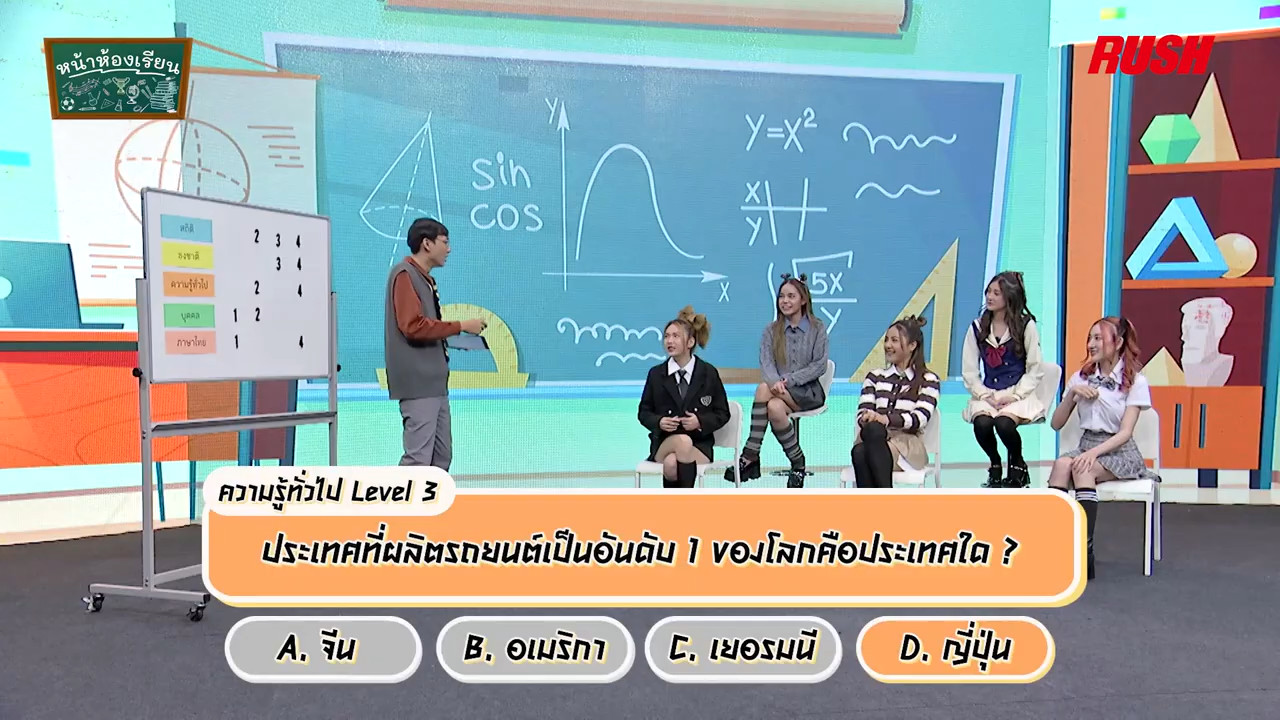 หน้าห้องเรียน
RUSH
Y
sin
cos
X
Y=X²
X
Y
5X
Y
สถิติ
2 3 4
ธงชาติ
3 4
ความรู้ทั่วไป
2 4
บุคคล
1 2
ภาษาไทย
1 4
ความรู้ทั่วไป Level 3
ประเทศที่ผลิตรถยนต์เป็นอันดับ 1 ของโลกคือประเทศใด ?
A. จีน
B. อเมริกา
C. เยอรมนี
D. ญี่ปุ่น